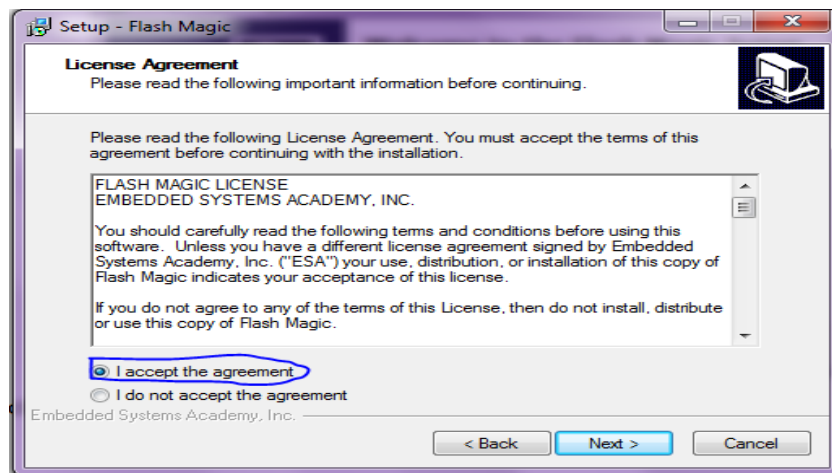 Setup - Flash Magic
License Agreement
Please read the following important information before continuing.
Please read the following License Agreement. You must accept the terms of this
agreement before continuing with the installation.
FLASH MAGIC LICENSE
EMBEDDED SYSTEMS ACADEMY, INC.
You should carefully read the following terms and conditions before using this
software.  Unless you have a different license agreement signed by Embedded
Systems Academy, Inc. ("ESA") your use, distribution, or installation of this copy of
Flash Magic indicates your acceptance of this license.
If you do not agree to any of the terms of this License, then do not install, distribute
or use this copy of Flash Magic.
I accept the agreement
I do not accept the agreement
Embedded Systems Academy, Inc.
< Back Next > Cancel